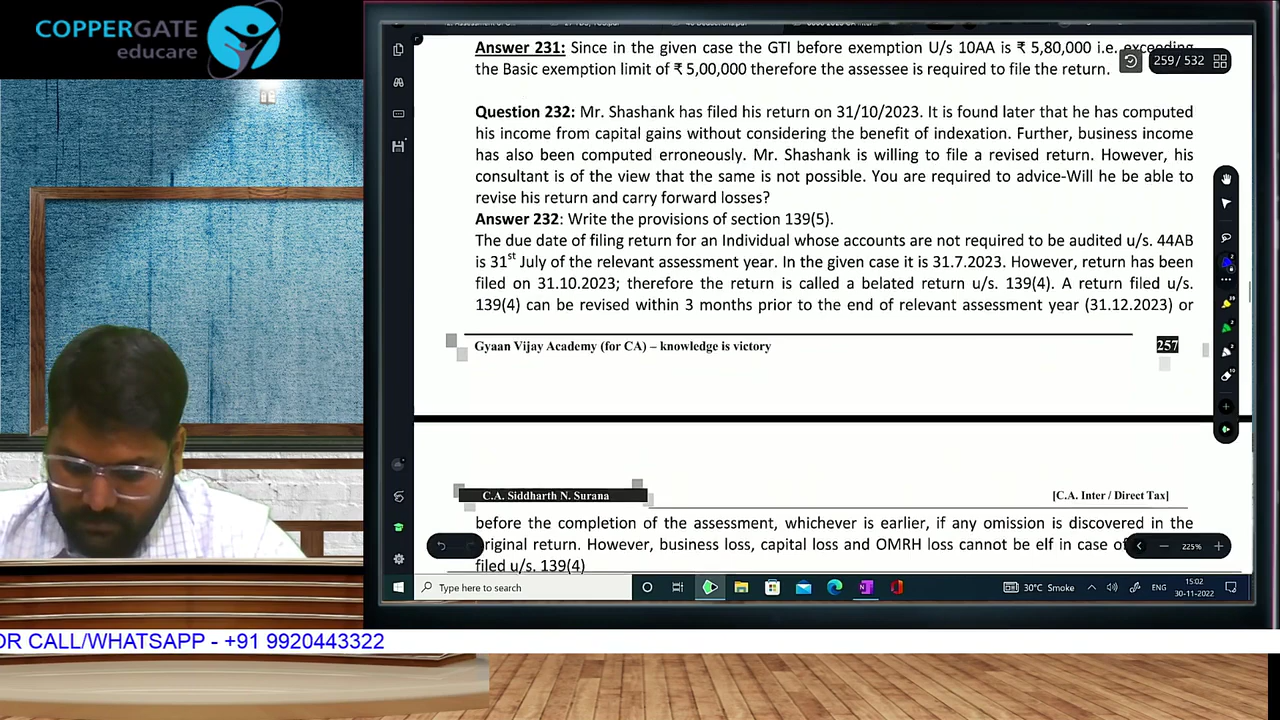 COPPERGATE
educare
Answer 231: Since in the given case the GTI before exemption U/s 10AA is ₹ 5,80,000 i.e. exceeding
the Basic exemption limit of ₹ 5,00,000 therefore the assessee is required to file the return.
259 / 532
Question 232: Mr. Shashank has filed his return on 31/10/2023. It is found later that he has computed
his income from capital gains without considering the benefit of indexation. Further, business income
has also been computed erroneously. Mr. Shashank is willing to file a revised return. However, his
consultant is of the view that the same is not possible. You are required to advice-Will he be able to
revise his return and carry forward losses?
Answer 232: Write the provisions of section 139(5).
The due date of filing return for an Individual whose accounts are not required to be audited u/s. 44AB
is 31st July of the relevant assessment year. In the given case it is 31.7.2023. However, return has been
filed on 31.10.2023; therefore the return is called a belated return u/s. 139(4). A return filed u/s.
139(4) can be revised within 3 months prior to the end of relevant assessment year (31.12.2023) or
Gyaan Vijay Academy (for CA) – knowledge is victory
257
C.A. Siddharth N. Surana
[C.A. Inter / Direct Tax]
before the completion of the assessment, whichever is earlier, if any omission is discovered in the
original return. However, business loss, capital loss and OMRH loss cannot be elf in case of
filed u/s. 139(4)
225%
Type here to search
30°C Smoke
ENG
15:02
30-11-2022
OR CALL/WHATSAPP - +91 9920443322